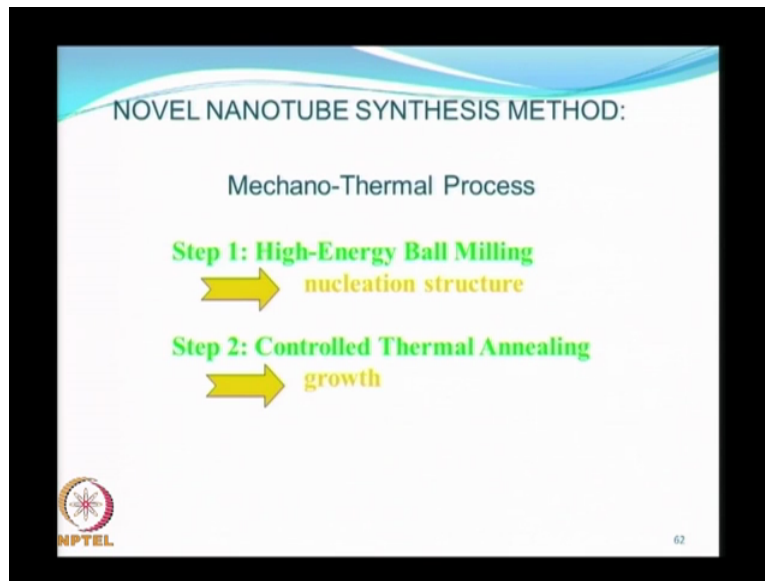 NOVEL NANOTUBE SYNTHESIS METHOD:
Mechano-Thermal Process
Step 1: High-Energy Ball Milling
nucleation structure
Step 2: Controlled Thermal Annealing
growth
NPTEL
62